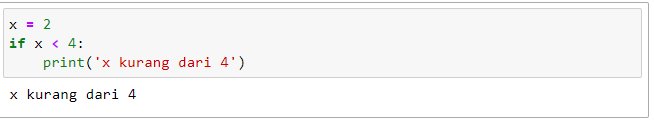 x = 2
if x < 4:
    print('x kurang dari 4')
x kurang dari 4